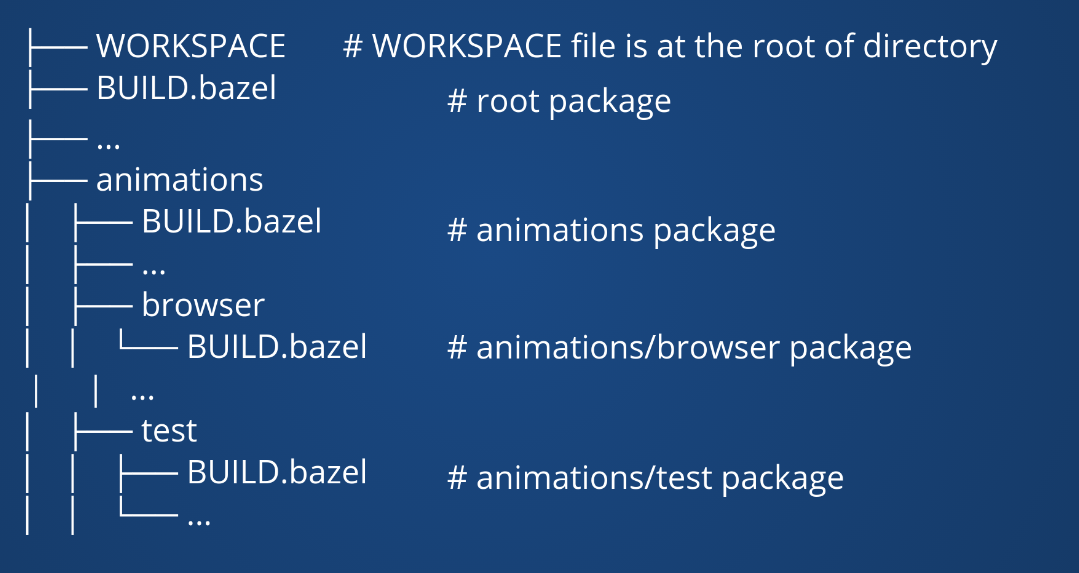 ├── WORKSPACE # WORKSPACE file is at the root of directory
├── BUILD.bazel # root package
├── ...
├── animations
│ ├── BUILD.bazel # animations package
│ ├── ...
│ ├── browser
│ │ └── BUILD.bazel # animations/browser package
│ │ ...
│ ├── test
│ │ ├── BUILD.bazel # animations/test package
│ │ └── ...